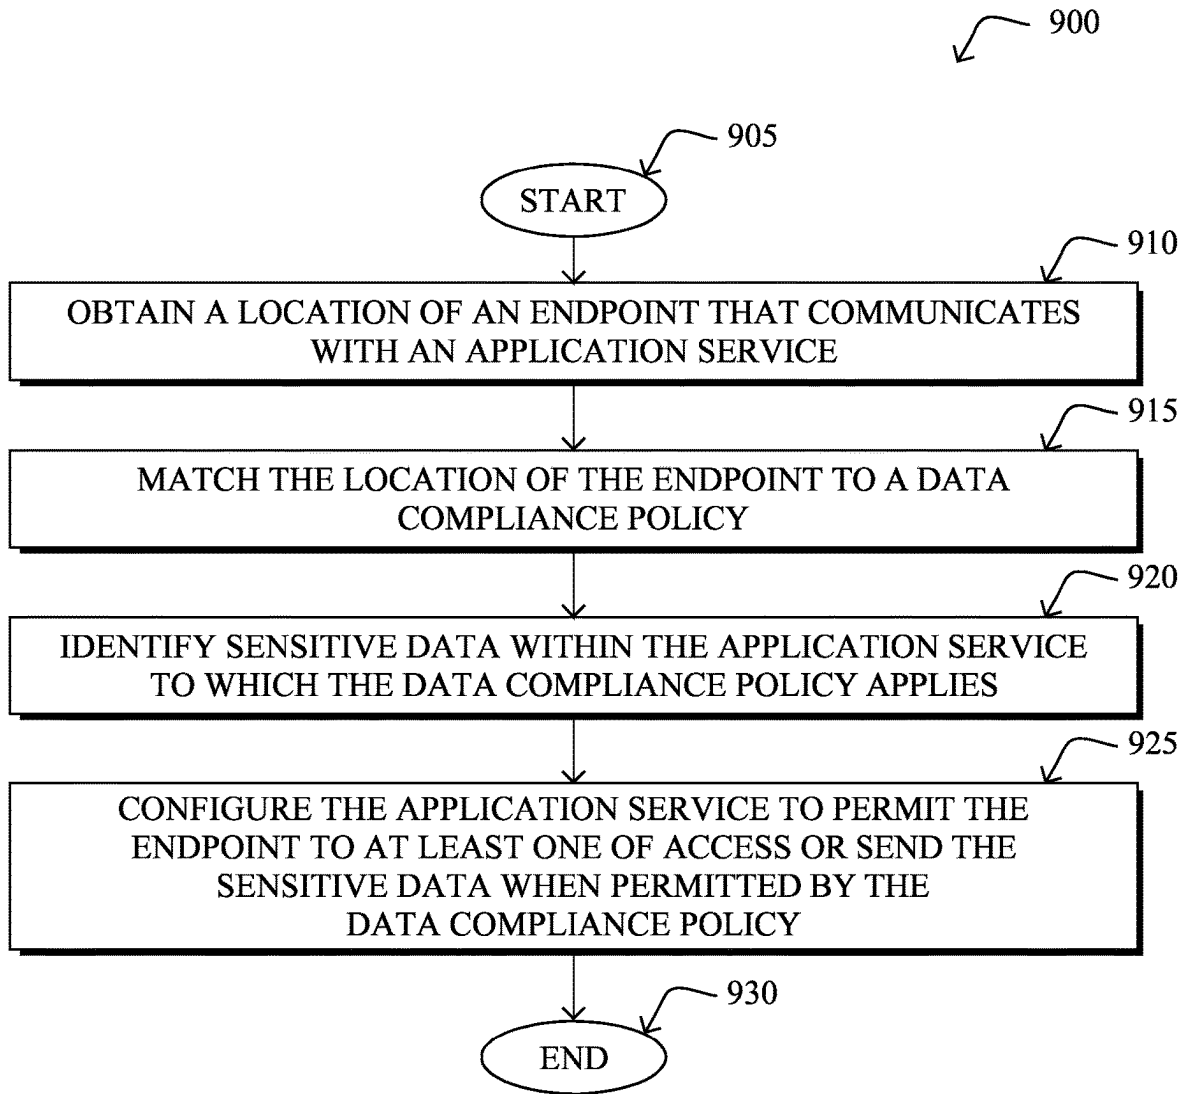 900
905
START
910
OBTAIN A LOCATION OF AN ENDPOINT THAT COMMUNICATES
WITH AN APPLICATION SERVICE
915
MATCH THE LOCATION OF THE ENDPOINT TO A DATA
COMPLIANCE POLICY
920
IDENTIFY SENSITIVE DATA WITHIN THE APPLICATION SERVICE
TO WHICH THE DATA COMPLIANCE POLICY APPLIES
925
CONFIGURE THE APPLICATION SERVICE TO PERMIT THE
ENDPOINT TO AT LEAST ONE OF ACCESS OR SEND THE
SENSITIVE DATA WHEN PERMITTED BY THE
DATA COMPLIANCE POLICY
930
END